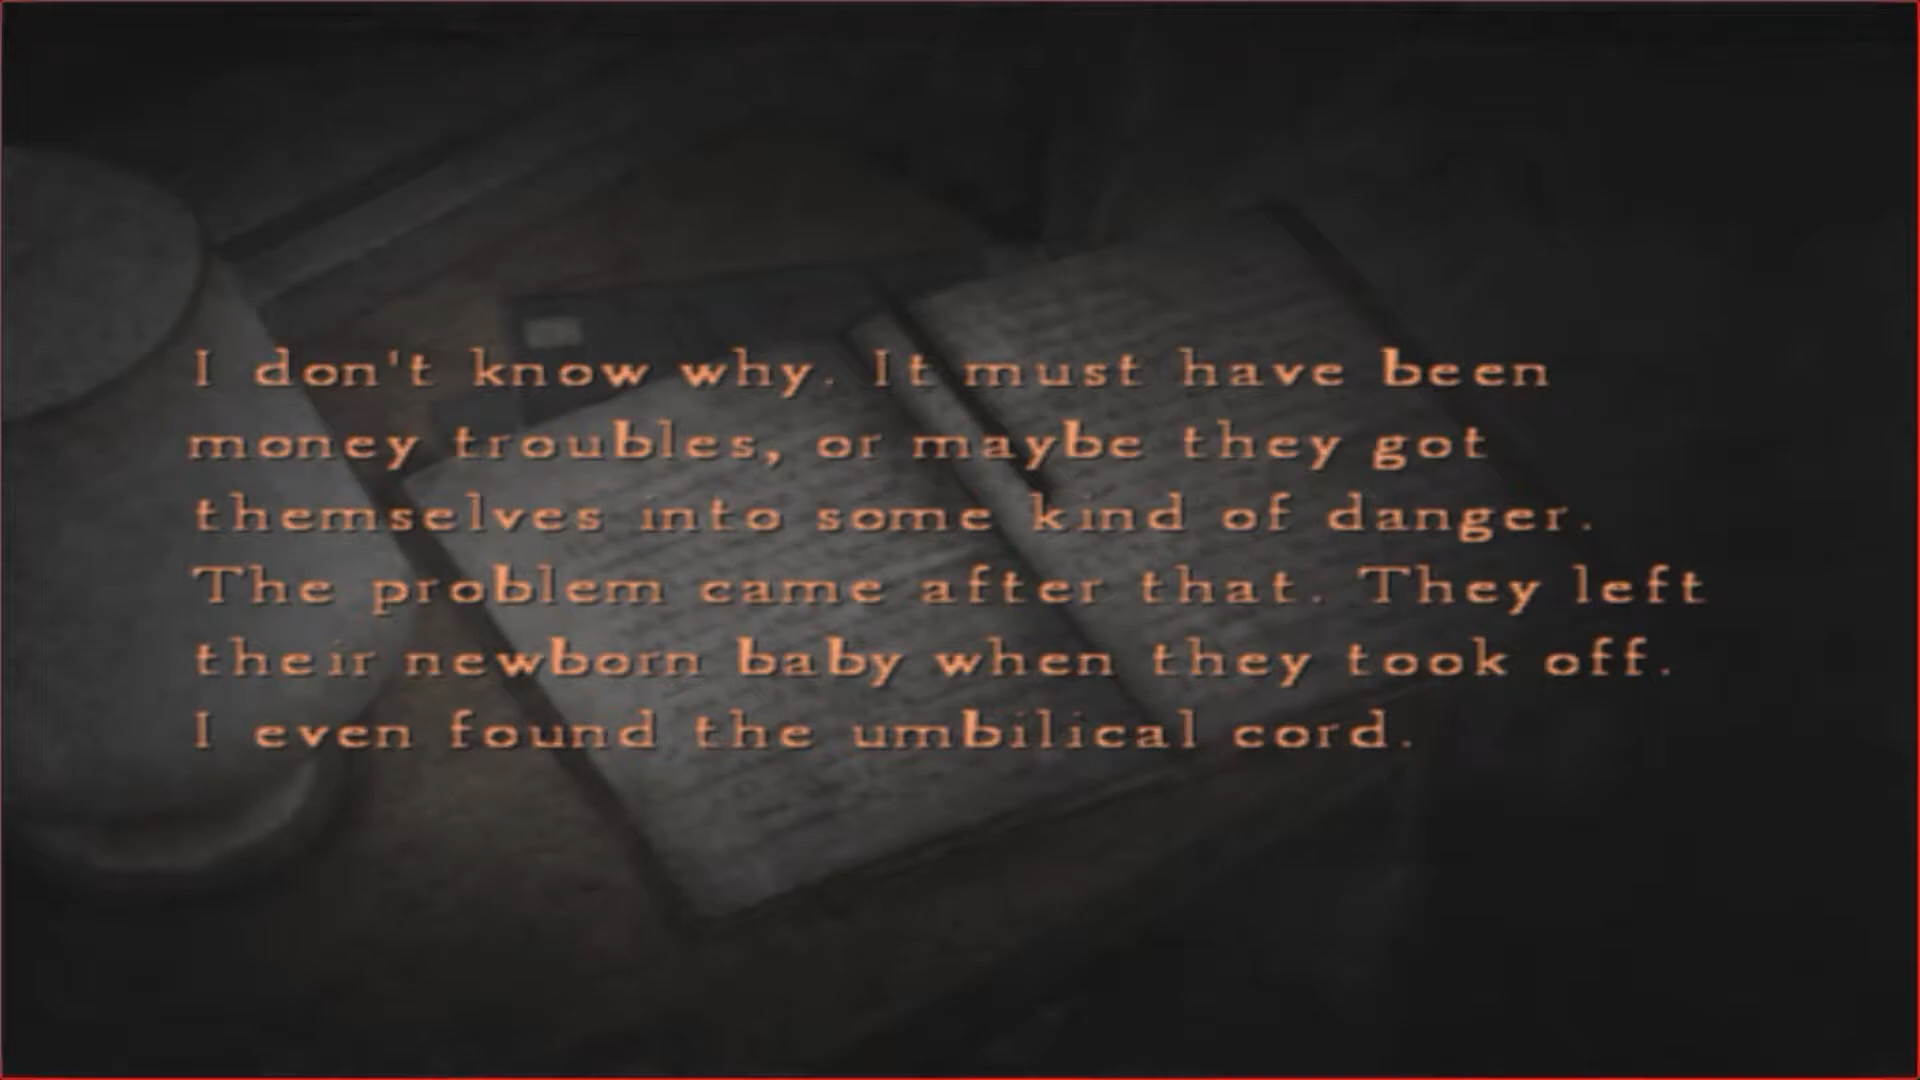 I don't know why. It must have been
money troubles, or maybe they got
themselves into some kind of danger.
The problem came after that. They left
their newborn baby when they took off.
I even found the umbilical cord.